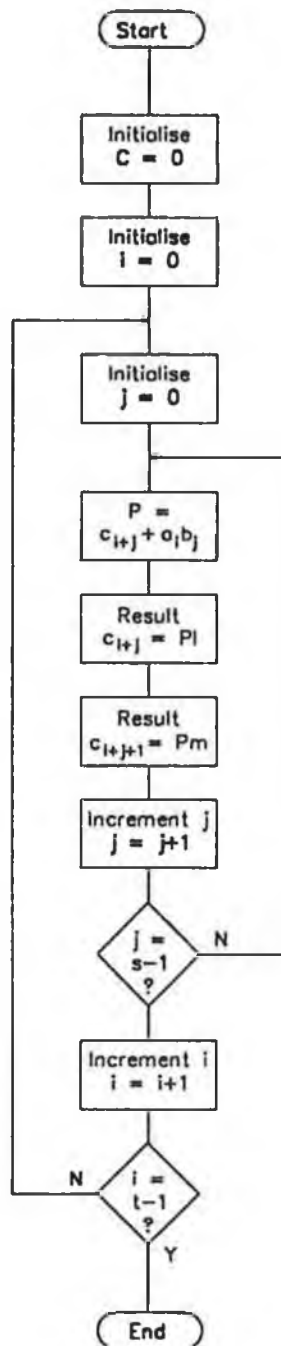 Start
Initialise
C = 0
Initialise
i = 0
Initialise
j = 0
P =
c_{i+j} + a_i b_j
Result
c_{i+j} = Pl
Result
c_{i+j+1} = Pm
Increment j
j = j+1
j =
s-1
?
N
Increment i
i = i+1
N
i =
t-1
?
Y
End